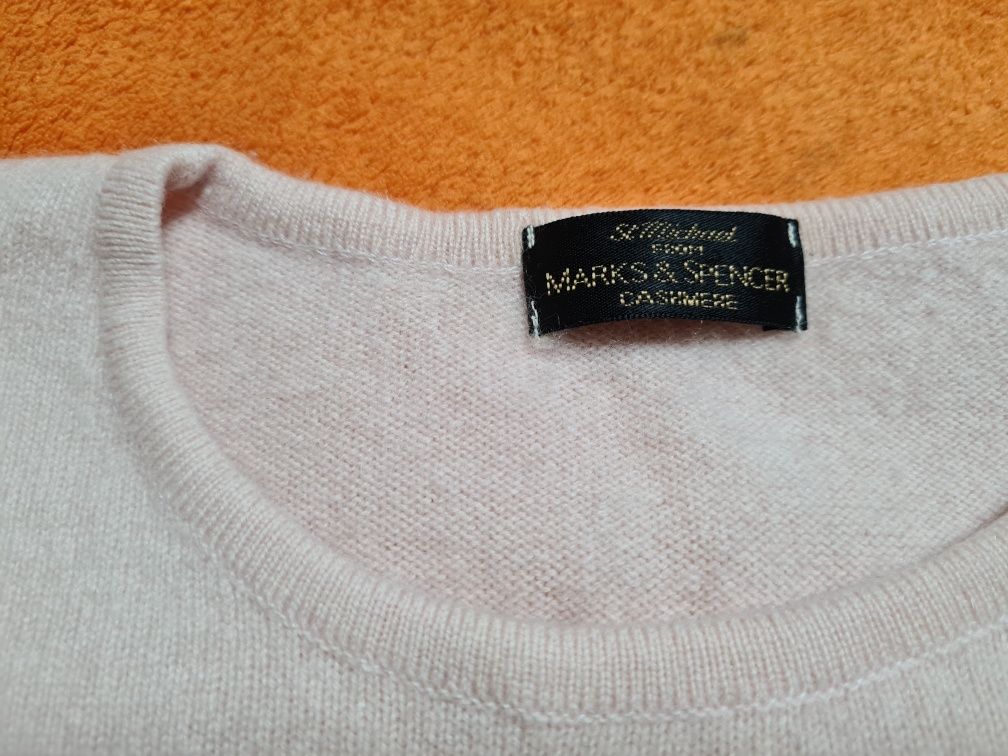 St Michael
FROM
MARKS & SPENCER
CASHMERE